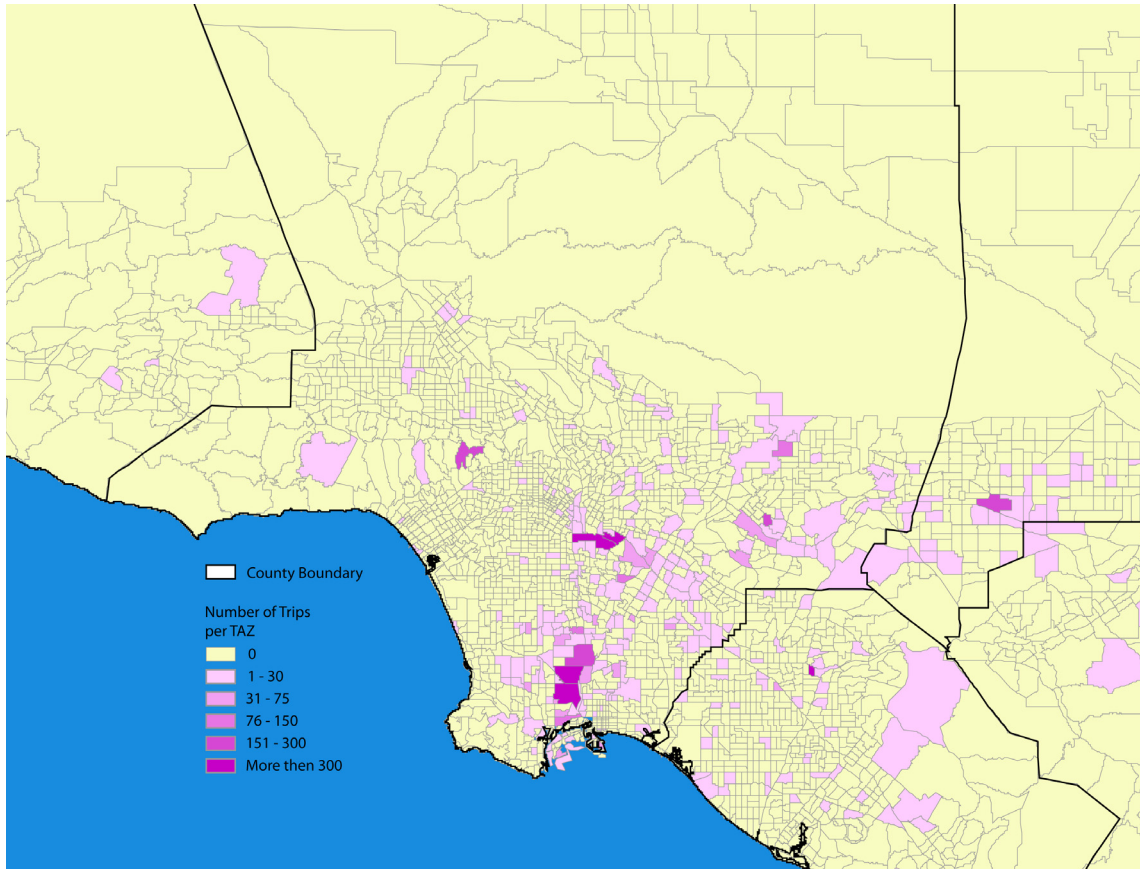 County Boundary
Number of Trips
per TAZ
0
1 - 30
31 - 75
76 - 150
151 - 300
More then 300